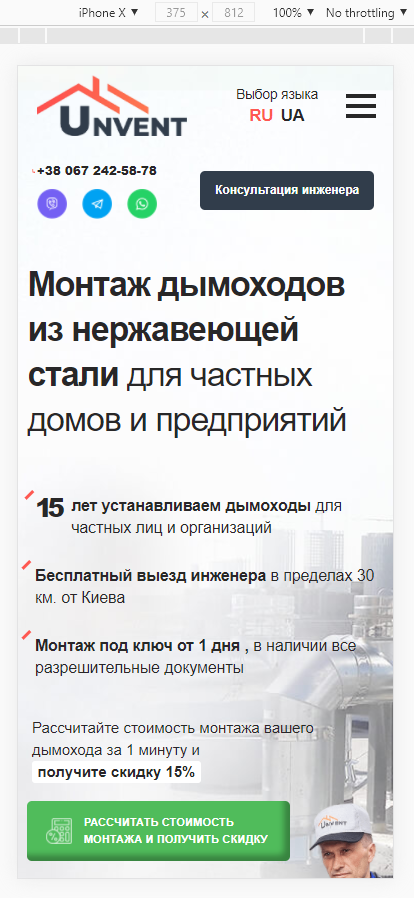 iPhone X ▼ 375 × 812 100% ▼ No throttling ▼
UNVENT
Выбор языка
RU UA
+38 067 242-58-78
Консультация инженера
Монтаж дымоходов
из нержавеющей
стали для частных
домов и предприятий
15 лет устанавливаем дымоходы для
частных лиц и организаций
Бесплатный выезд инженера в пределах 30
км. от Киева
Монтаж под ключ от 1 дня , в наличии все
разрешительные документы
Рассчитайте стоимость монтажа вашего
дымохода за 1 минуту и
получите скидку 15%
РАССЧИТАТЬ СТОИМОСТЬ
МОНТАЖА И ПОЛУЧИТЬ СКИДКУ
UNVENT